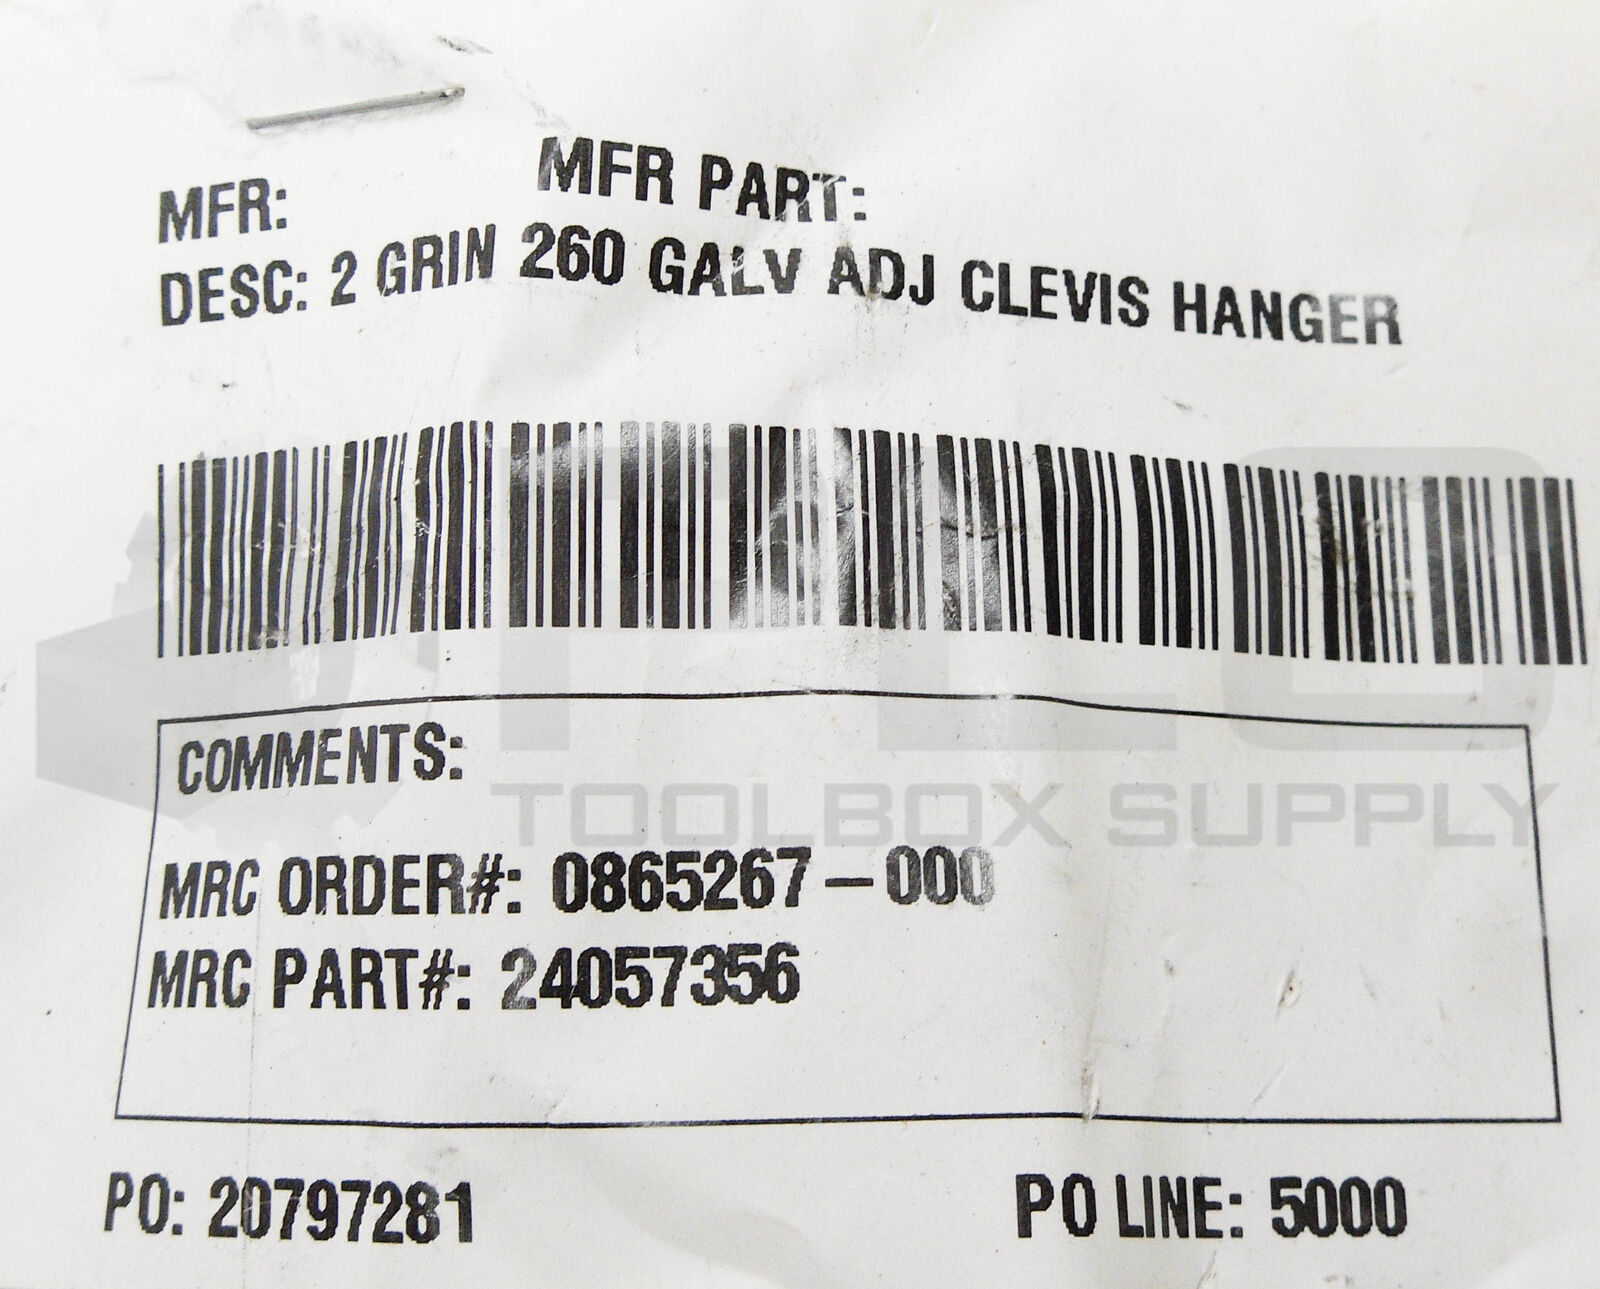 MFR: MFR PART:
DESC: 2 GRIN 260 GALV ADJ CLEVIS HANGER
COMMENTS:
TOOLBOX SUPPLY
MRC ORDER#: 0865267-000
MRC PART#: 24057356
PO: 20797281 PO LINE: 5000